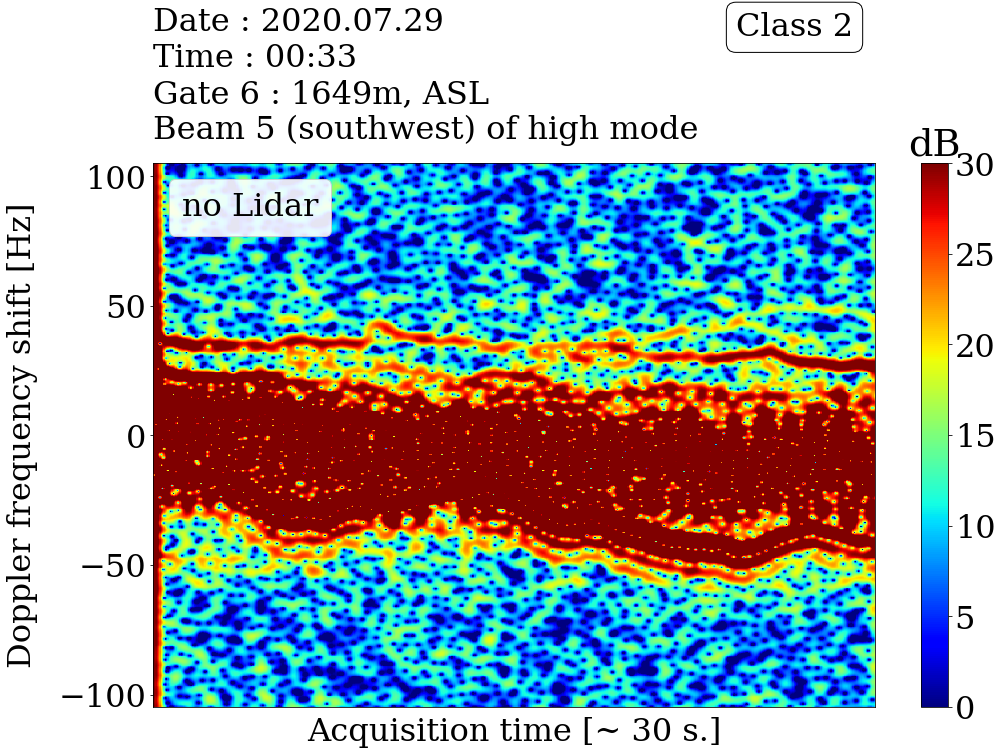 Date : 2020.07.29
Time : 00:33
Gate 6 : 1649m, ASL
Beam 5 (southwest) of high mode
Class 2
dB
no Lidar
Doppler frequency shift [Hz]
100
50
0
−50
−100
Acquisition time [~ 30 s.]
30
25
20
15
10
5
0